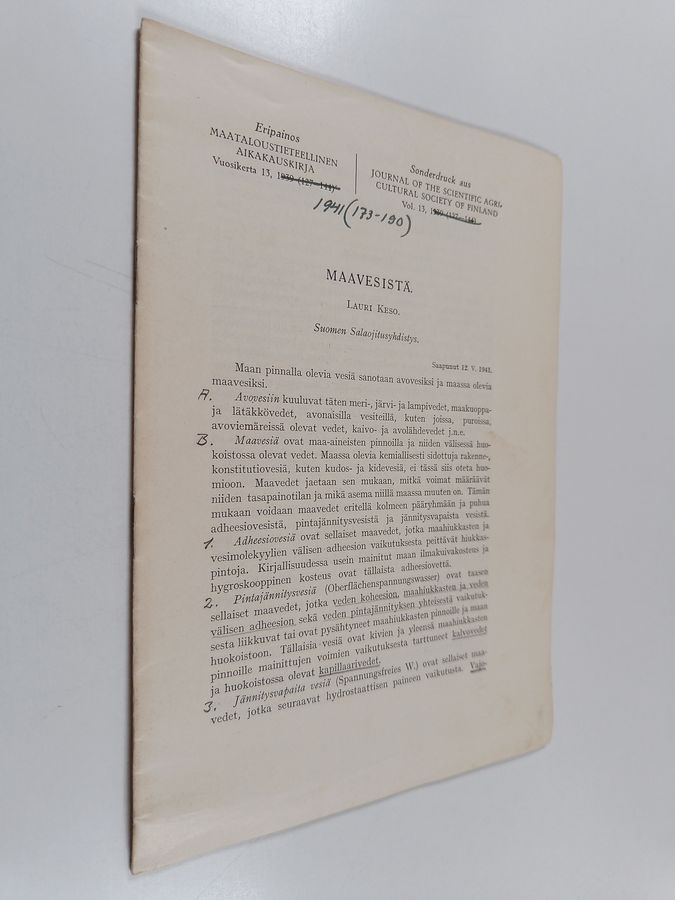 Eripainos
MAATALOUSTIETEELLINEN
AIKAKAUSKIRJA
Vuosikerta 13, 1939 (127—144)
Sonderdruck aus
JOURNAL OF THE SCIENTIFIC AGRI-
CULTURAL SOCIETY OF FINLAND
Vol. 13, 1939 (127—144)
1941 (173-190)
MAAVESISTÄ.
LAURI KESO.
Suomen Salaojitusyhdistys.
Saapunut 12. V. 1941.
Maan pinnalla olevia vesiä sanotaan avovesiksi ja maassa olevia
maavesiksi.
A. Avovesiin kuuluvat täten meri-, järvi- ja lampivedet, maakuoppa-
ja lätäkkövedet, avonaisilla vesiteillä, kuten joissa, puroissa,
avoviemäreissä olevat vedet, kaivo- ja avolähdevedet j.n.e.
B. Maavesiä ovat maa-aineisten pinnoilla ja niiden välisessä huo-
koistossa olevat vedet. Maassa olevia kemiallisesti sidottuja rakenne-,
konstitutiovesiä, kuten kudos- ja kidevesiä, ei tässä siis oteta huo-
mioon. Maavedet jaetaan sen mukaan, mitkä voimat määräävät
niiden tasapainotilan ja mikä asema niillä maassa muuten on. Tämän
mukaan voidaan maavedet eritellä kolmeen pääryhmään ja puhua
adheesiovesistä, pintajännitysvesistä ja jännitysvapaista vesistä.
1. Adheesiovesiä ovat sellaiset maavedet, jotka maahiukkasten ja
vesimolekyylien välisen adheesion vaikutuksesta peittävät hiukkas-
pintoja. Kirjallisuudessa usein mainitut maan ilmakuivakosteus ja
hygroskooppinen kosteus ovat tällaista adheesiovettä.
2. Pintajännitysvesiä (Oberflächenspannungswasser) ovat taasen
sellaiset maavedet, jotka veden koheesion, maahiukkasten ja veden
välisen adheesion sekä veden pintajännityksen yhteisestä vaikutuk-
sesta liikkuvat tai ovat pysähtyneet maahiukkasten pinnoille ja maan
huokoistoon. Tällaisia vesiä ovat kivien ja yleensä maahiukkasten
pinnoille mainittujen voimien vaikutuksesta tarttuneet kalvovedet
ja huokoistossa olevat kapillaarivedet.
3. Jännitysvapaita vesiä (Spannungsfreies W.) ovat sellaiset maa-
vedet, jotka seuraavat hydrostaattisen paineen vaikutusta. Vajo-